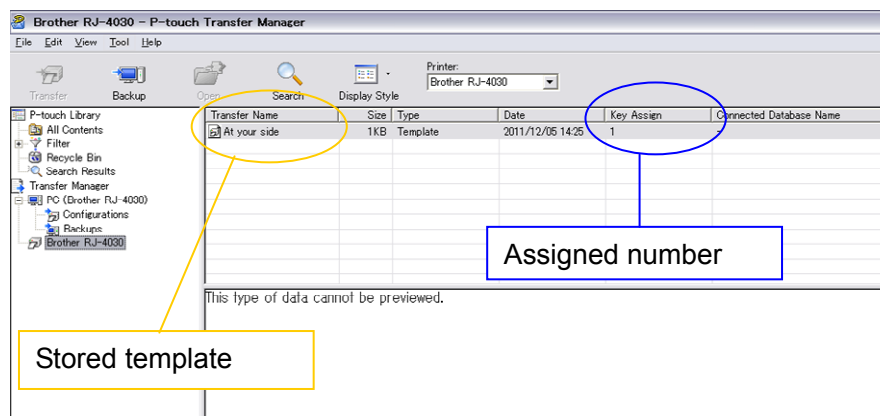 Brother RJ-4030 - P-touch Transfer Manager
File Edit View Tool Help
Printer:
Brother RJ-4030
Transfer Backup Open Search Display Style
P-touch Library
All Contents
Filter
Recycle Bin
Search Results
Transfer Manager
PC (Brother RJ-4030)
Configurations
Backups
Brother RJ-4030
Transfer Name Size Type Date Key Assign Connected Database Name
At your side 1KB Template 2011/12/05 14:25 1 -
Assigned number
This type of data cannot be previewed.
Stored template